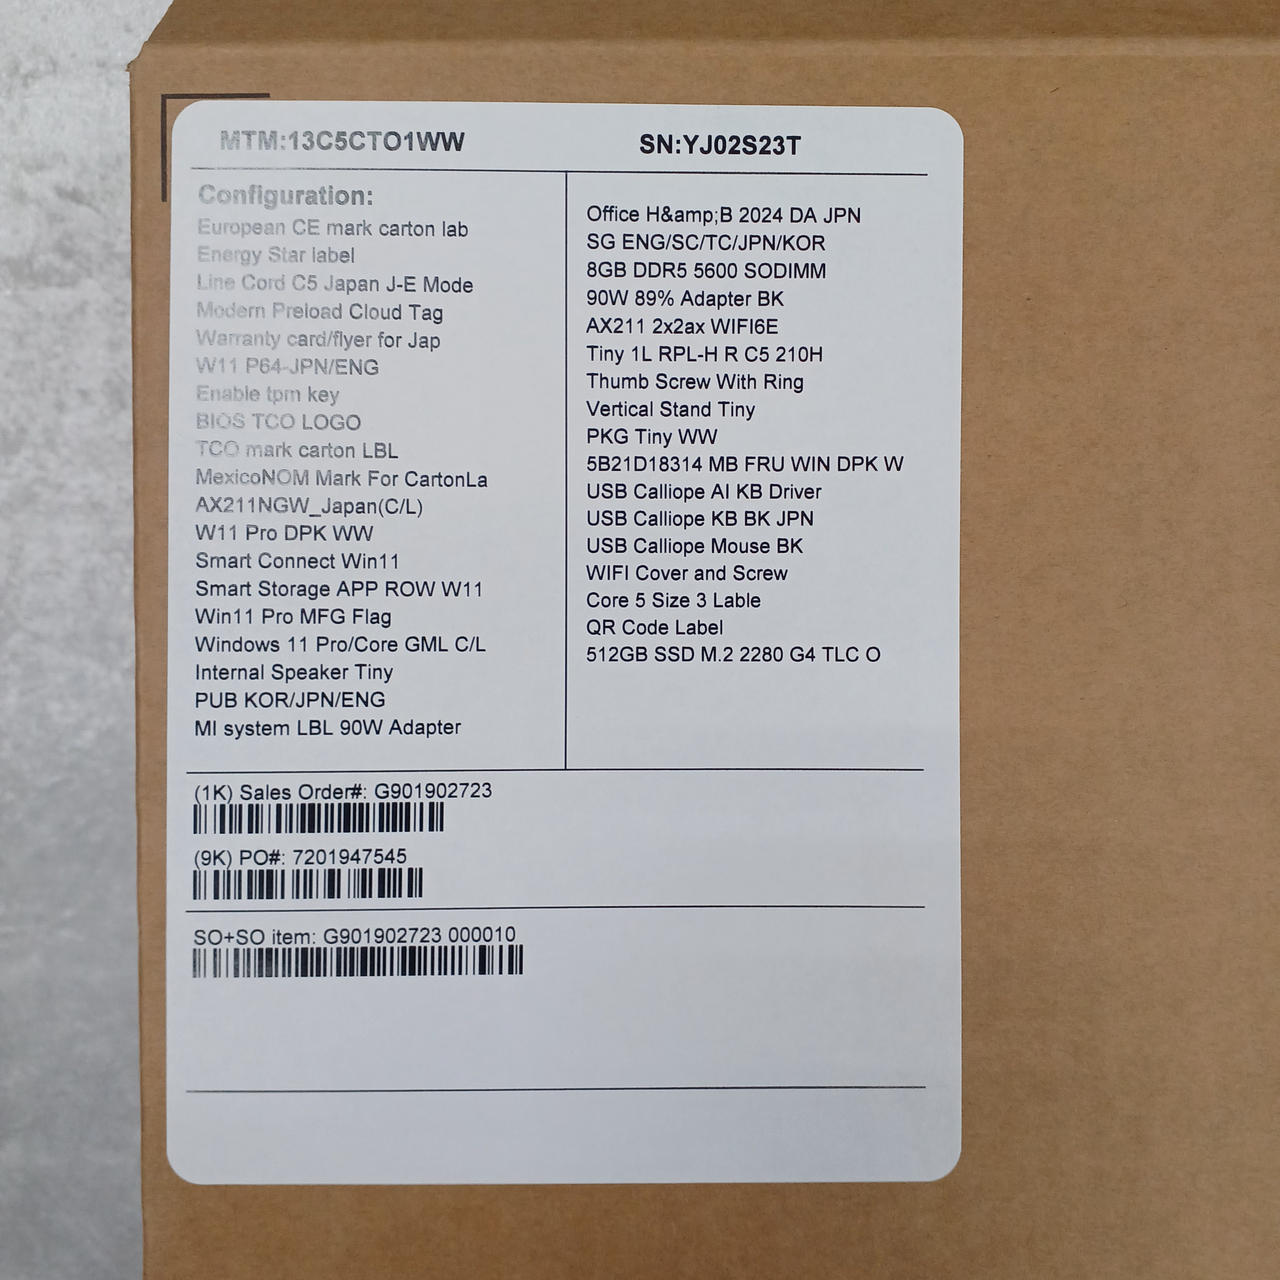 MTM:13C5CTO1WW
SN:YJ02S23T
Configuration:
European CE mark carton lab
Energy Star label
Line Cord C5 Japan J-E Mode
Modern Preload Cloud Tag
Warranty card/flyer for Jap
W11 P64-JPN/ENG
Enable tpm key
BIOS TCO LOGO
TCO mark carton LBL
MexicoNOM Mark For CartonLa
AX211NGW_Japan(C/L)
W11 Pro DPK WW
Smart Connect Win11
Smart Storage APP ROW W11
Win11 Pro MFG Flag
Windows 11 Pro/Core GML C/L
Internal Speaker Tiny
PUB KOR/JPN/ENG
MI system LBL 90W Adapter
Office H&amp;B 2024 DA JPN
SG ENG/SC/TC/JPN/KOR
8GB DDR5 5600 SODIMM
90W 89% Adapter BK
AX211 2x2ax WIFI6E
Tiny 1L RPL-H R C5 210H
Thumb Screw With Ring
Vertical Stand Tiny
PKG Tiny WW
5B21D18314 MB FRU WIN DPK W
USB Calliope AI KB Driver
USB Calliope KB BK JPN
USB Calliope Mouse BK
WIFI Cover and Screw
Core 5 Size 3 Lable
QR Code Label
512GB SSD M.2 2280 G4 TLC O
(1K) Sales Order#: G901902723
(9K) PO#: 7201947545
SO+SO item: G901902723 000010